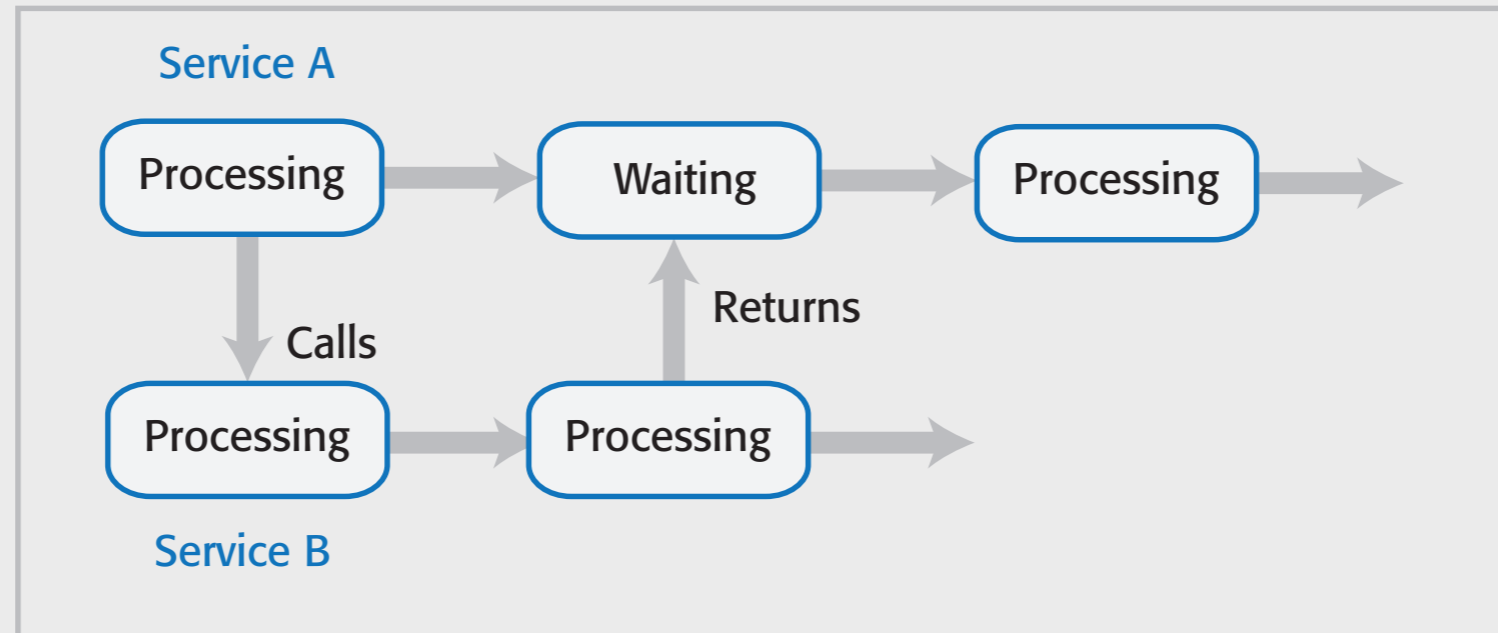 Service A
Processing
Waiting
Processing
Returns
Calls
Processing
Processing
Service B